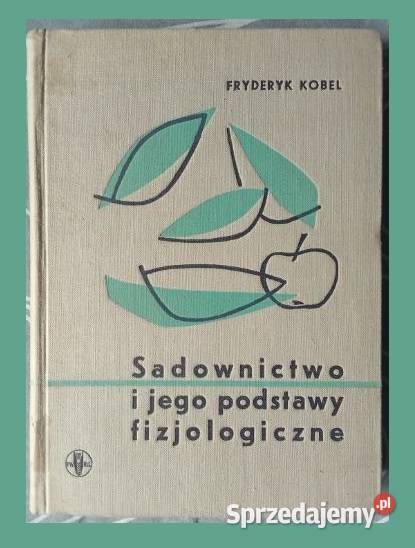 FRYDERYK KOBEL
Sadownictwo
i jego podstawy
fizjologiczne
Sprzedajemy.pl